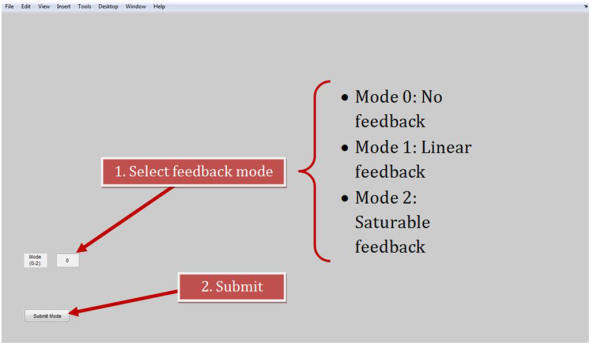 File Edit View Insert Tools Desktop Window Help
• Mode 0: No
feedback
• Mode 1: Linear
feedback
• Mode 2:
Saturable
feedback
1. Select feedback mode
Mode
(0-2)
0
2. Submit
Submit Mode